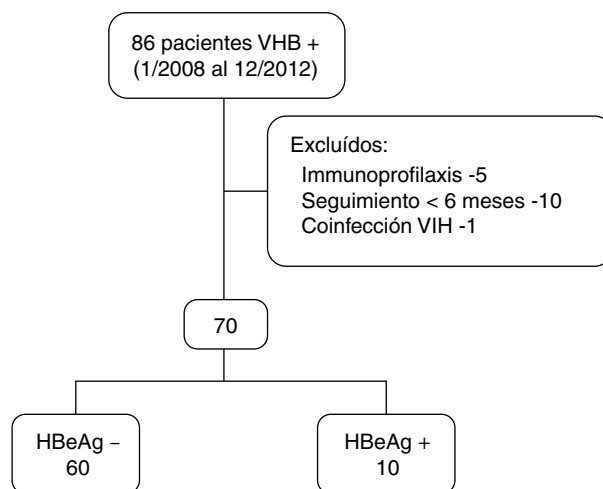 86 pacientes VHB +
(1/2008 al 12/2012)
Excluídos:
Immunoprofilaxis -5
Seguimiento < 6 meses -10
Coinfección VIH -1
70
HBeAg –
60
HBeAg +
10